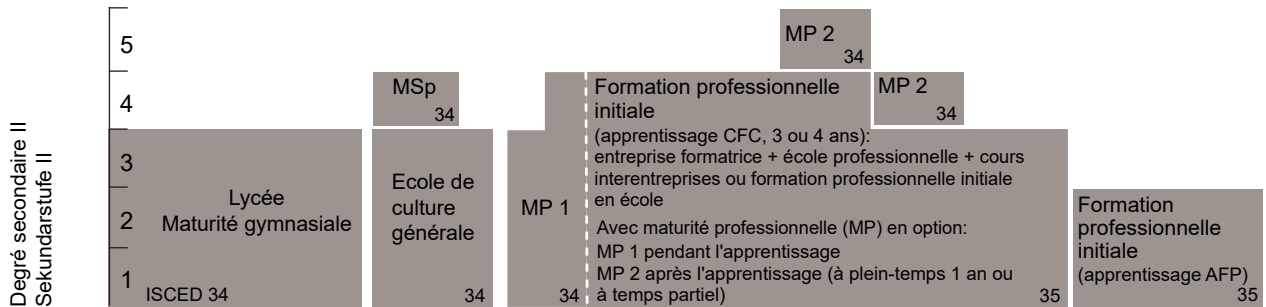 Degré secondaire II
Sekundarstufe II
5
4
3
2
1
Lycée
Maturité gymnasiale
ISCED 34
MSp
34
Ecole de
culture
générale
34
MP 1
34
MP 2
34
Formation professionnelle
initiale
(apprentissage CFC, 3 ou 4 ans):
entreprise formatrice + école professionnelle + cours
interentreprises ou formation professionnelle initiale
en école
Avec maturité professionnelle (MP) en option:
MP 1 pendant l'apprentissage
MP 2 après l'apprentissage (à plein-temps 1 an ou
à temps partiel)
35
MP 2
34
Formation
professionnelle
initiale
(apprentissage AFP)
35